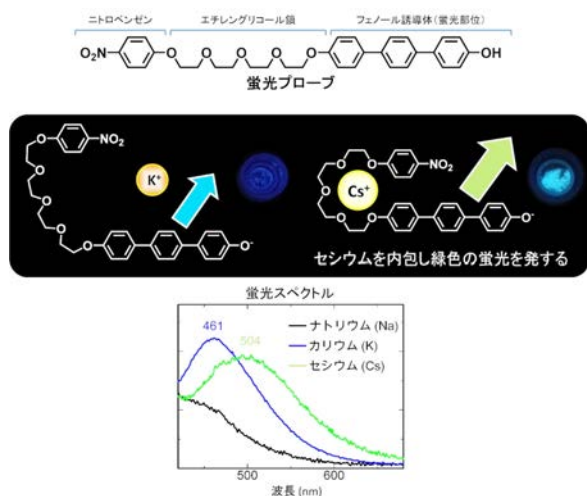 ニトロベンゼン エチレングリコール鎖 フェノール誘導体(蛍光部位)
O₂N O O O O O OH
蛍光プローブ
O NO₂ O O O O K⁺ O⁻
O O NO₂ O O O Cs⁺ O⁻
セシウムを内包し緑色の蛍光を発する
蛍光スペクトル
461
504
ナトリウム (Na)
カリウム (K)
セシウム (Cs)
500 600
波長 (nm)